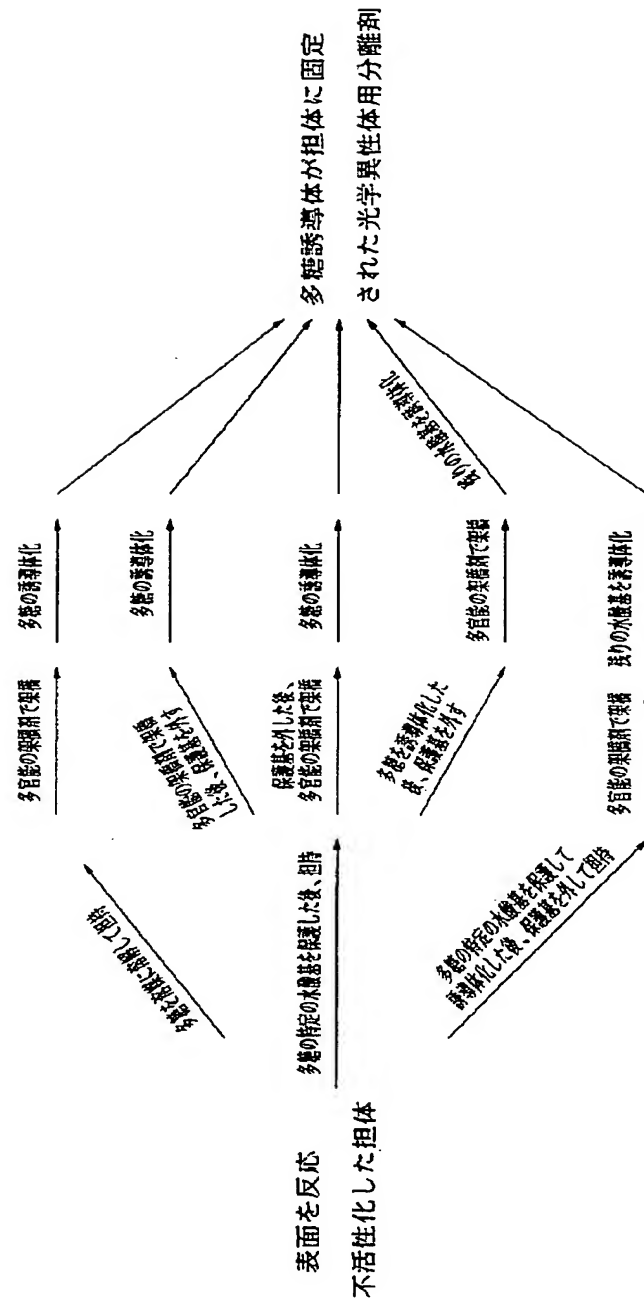 表面を反応
不活性化した担体
多糖を溶媒に溶解して担持
多官能の架橋剤で架橋
多糖の誘導体化
多糖の特定の水酸基を保護した後、担持
多官能の架橋剤で架橋
した後、保護基を外す
多糖の誘導体化
保護基を外した後、
多官能の架橋剤で架橋
多糖の誘導体化
多糖を誘導体化した
後、保護基を外す
多官能の架橋剤で架橋
残りの水酸基を誘導体化
多糖の特定の水酸基を保護して
誘導体化した後、保護基を外して担持
多官能の架橋剤で架橋
残りの水酸基を誘導体化
多糖誘導体が担体に固定
された光学異性体用分離剤